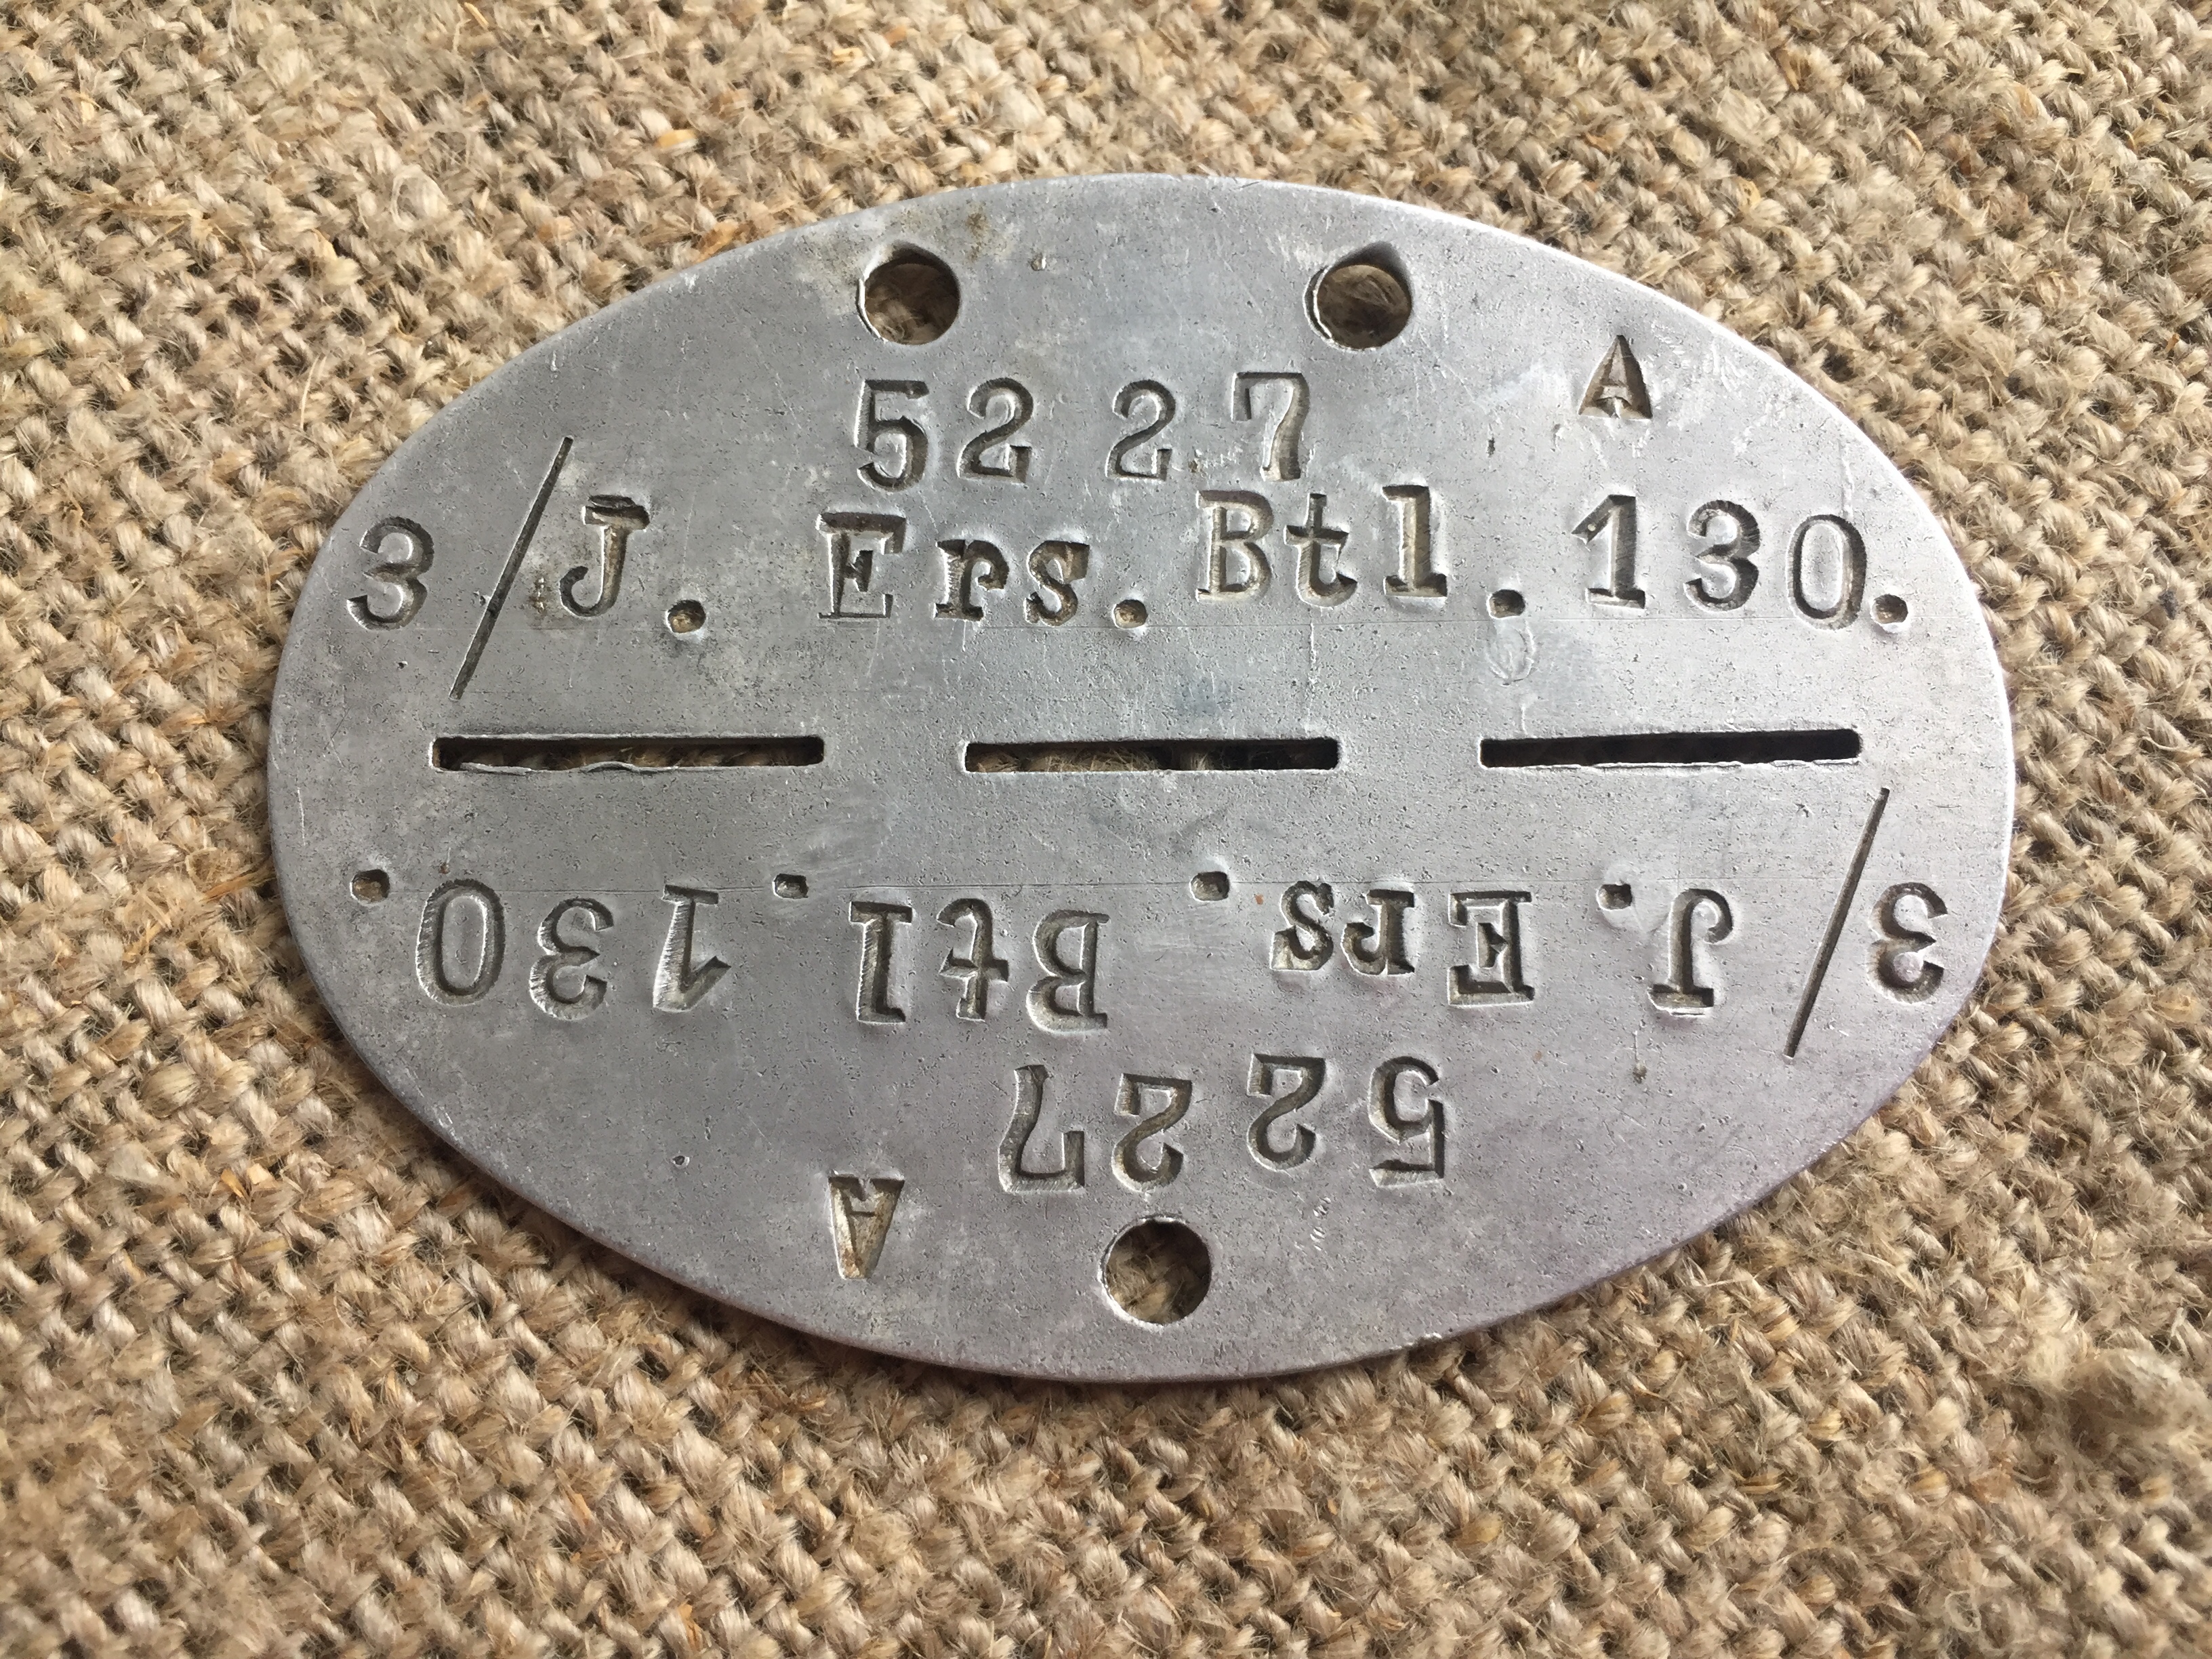 5227 A
3/J. Ers. Btl. 130.
3/J. Ers. Btl. 130.
5227 A